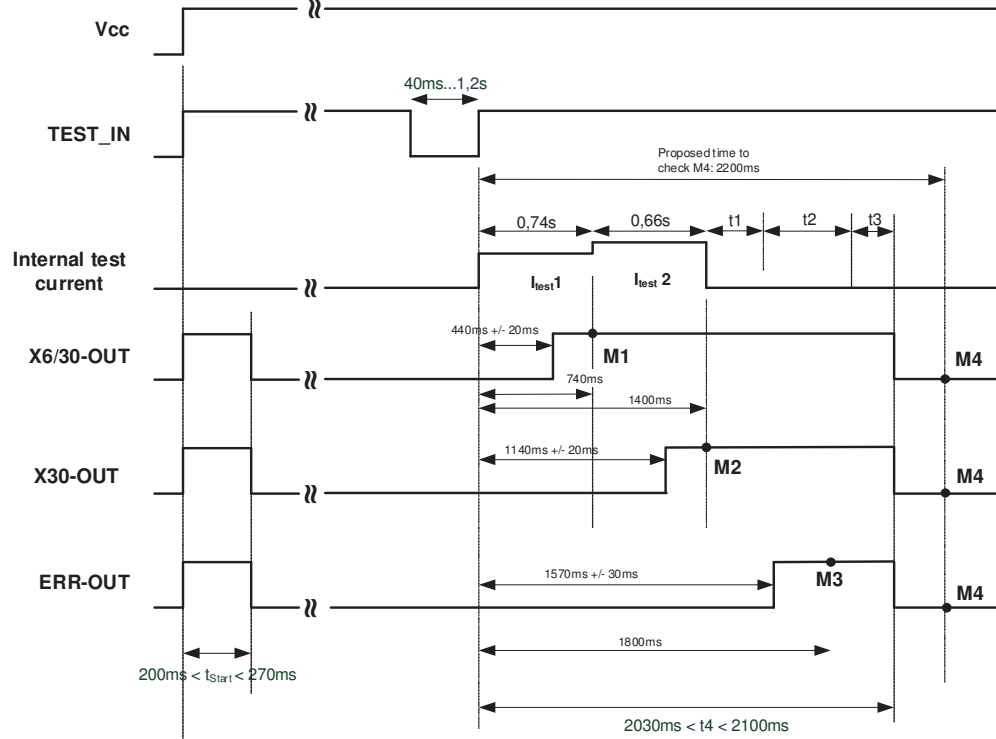 Vcc
40ms...1,2s
TEST_IN
Proposed time to
check M4: 2200ms
0,74s
0,66s
t1
t2
t3
Internal test
current
Itest1
Itest 2
440ms +/- 20ms
X6/30-OUT
M1
M4
740ms
1400ms
1140ms +/- 20ms
X30-OUT
M2
M4
ERR-OUT
1570ms +/- 30ms
M3
M4
1800ms
200ms < tStart < 270ms
2030ms < t4 < 2100ms